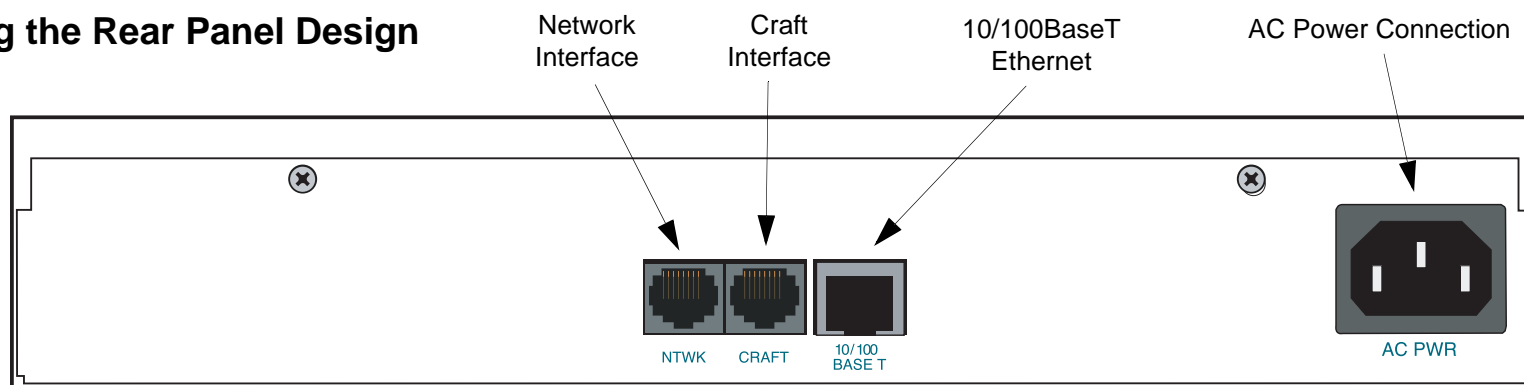 g the Rear Panel Design
Network
Interface
Craft
Interface
10/100BaseT
Ethernet
AC Power Connection
NTWK
CRAFT
10/100
BASE T
AC PWR